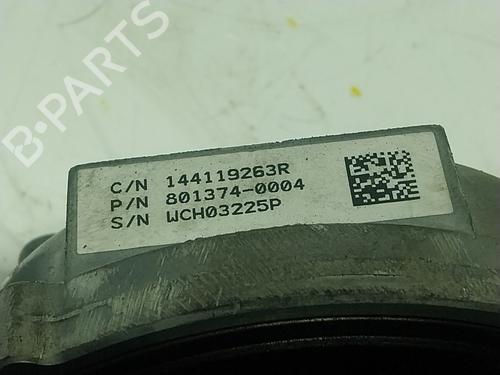 B-PARTS
C/N 144119263R
P/N 801374-0004
S/N WCH03225P